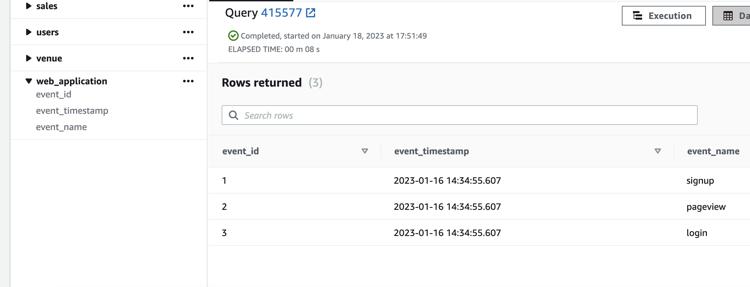 sales
users
venue
web_application
event_id
event_timestamp
event_name
Query 415577
Execution
Da
Completed, started on January 18, 2023 at 17:51:49
ELAPSED TIME: 00 m 08 s
Rows returned (3)
Search rows
event_id event_timestamp event_name
1 2023-01-16 14:34:55.607 signup
2 2023-01-16 14:34:55.607 pageview
3 2023-01-16 14:34:55.607 login